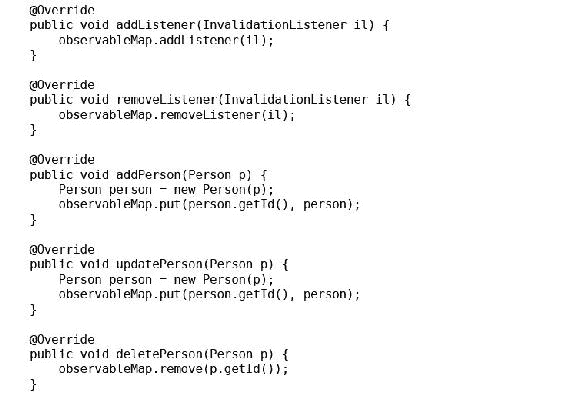 @Override
public void addListener(InvalidationListener il) {
    observableMap.addListener(il);
}

@Override
public void removeListener(InvalidationListener il) {
    observableMap.removeListener(il);
}

@Override
public void addPerson(Person p) {
    Person person = new Person(p);
    observableMap.put(person.getId(), person);
}

@Override
public void updatePerson(Person p) {
    Person person = new Person(p);
    observableMap.put(person.getId(), person);
}

@Override
public void deletePerson(Person p) {
    observableMap.remove(p.getId());
}